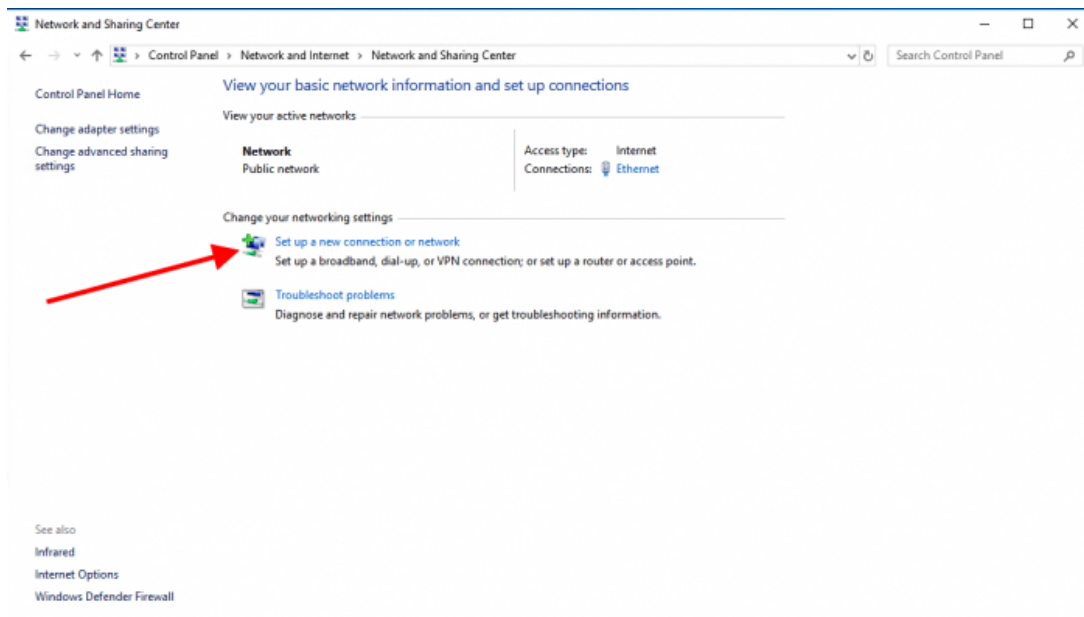 Network and Sharing Center
Control Panel > Network and Internet > Network and Sharing Center
Search Control Panel
Control Panel Home
Change adapter settings
Change advanced sharing
settings
View your basic network information and set up connections
View your active networks
Network
Public network
Access type: Internet
Connections: Ethernet
Change your networking settings
Set up a new connection or network
Set up a broadband, dial-up, or VPN connection; or set up a router or access point.
Troubleshoot problems
Diagnose and repair network problems, or get troubleshooting information.
See also
Infrared
Internet Options
Windows Defender Firewall